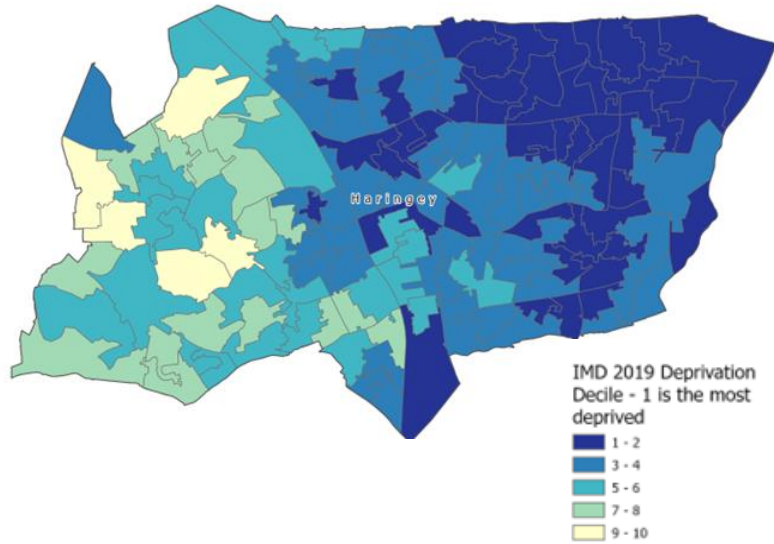 Haringey
IMD 2019 Deprivation
Decile - 1 is the most
deprived
1 - 2
3 - 4
5 - 6
7 - 8
9 - 10